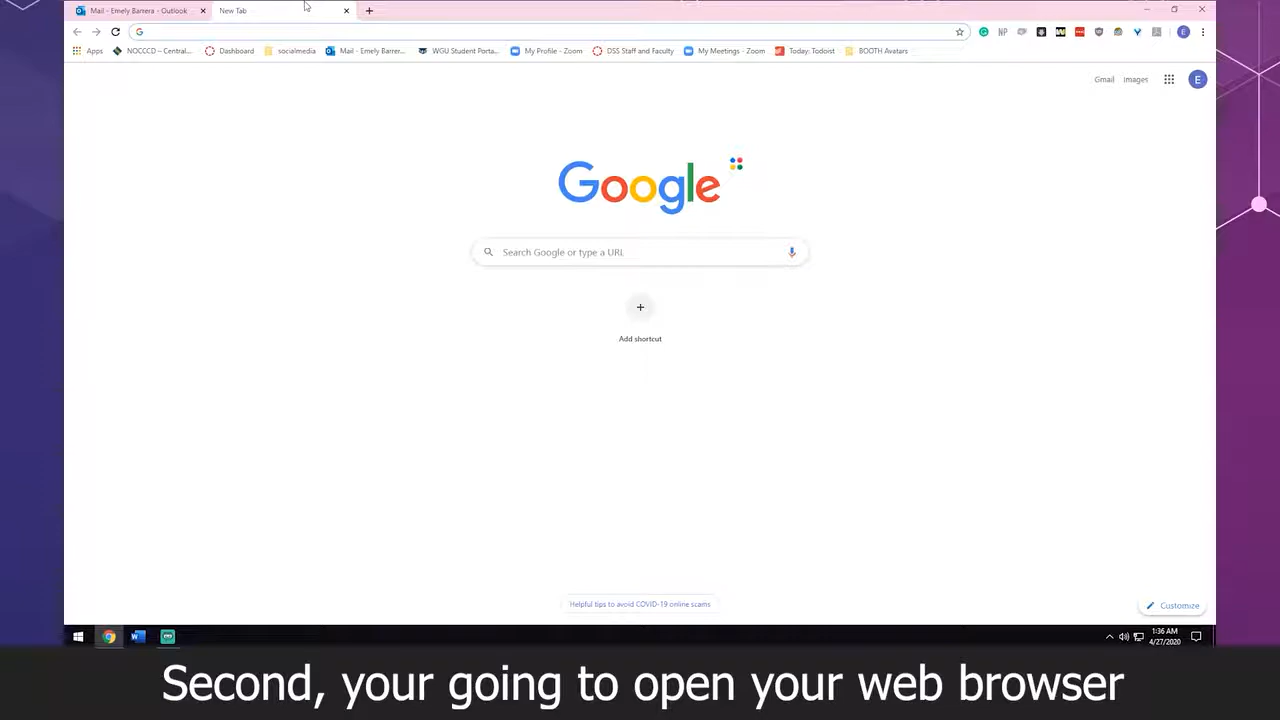 Mail - Emely Barrera - Outlook
New Tab
Apps
NOCCCD – Central...
Dashboard
socialmedia
Mail - Emely Barrer...
WGU Student Porta...
My Profile - Zoom
DSS Staff and Faculty
My Meetings - Zoom
Today: Todoist
BOOTH Avatars
Gmail
Images
E
Google
Search Google or type a URL
Add shortcut
Helpful tips to avoid COVID-19 online scams
Customize
1:36 AM
4/27/2020
Second, your going to open your web browser